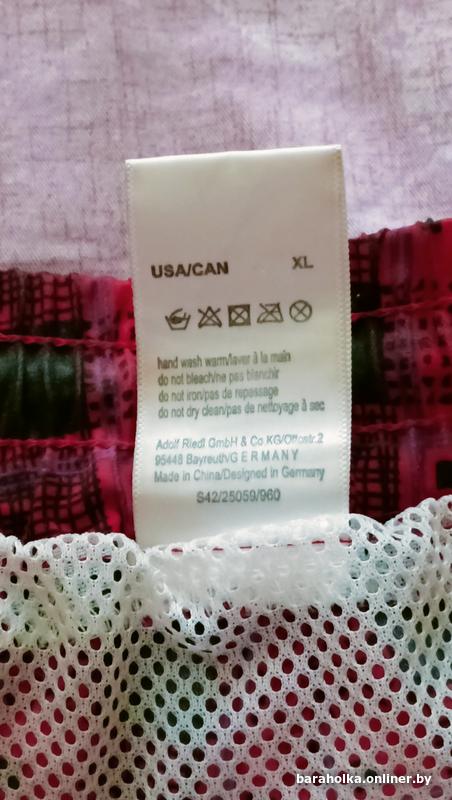 USA/CAN XL
hand wash warm/laver à la main
do not bleach/ne pas blanchir
do not iron/pas de repassage
do not dry clean/pas de nettoyage à sec
Adolf Riedl GmbH & Co KG/Ottostr.2
95448 Bayreuth/GERMANY
Made in China/Designed in Germany
S42/25059/960
baraholka.onliner.by